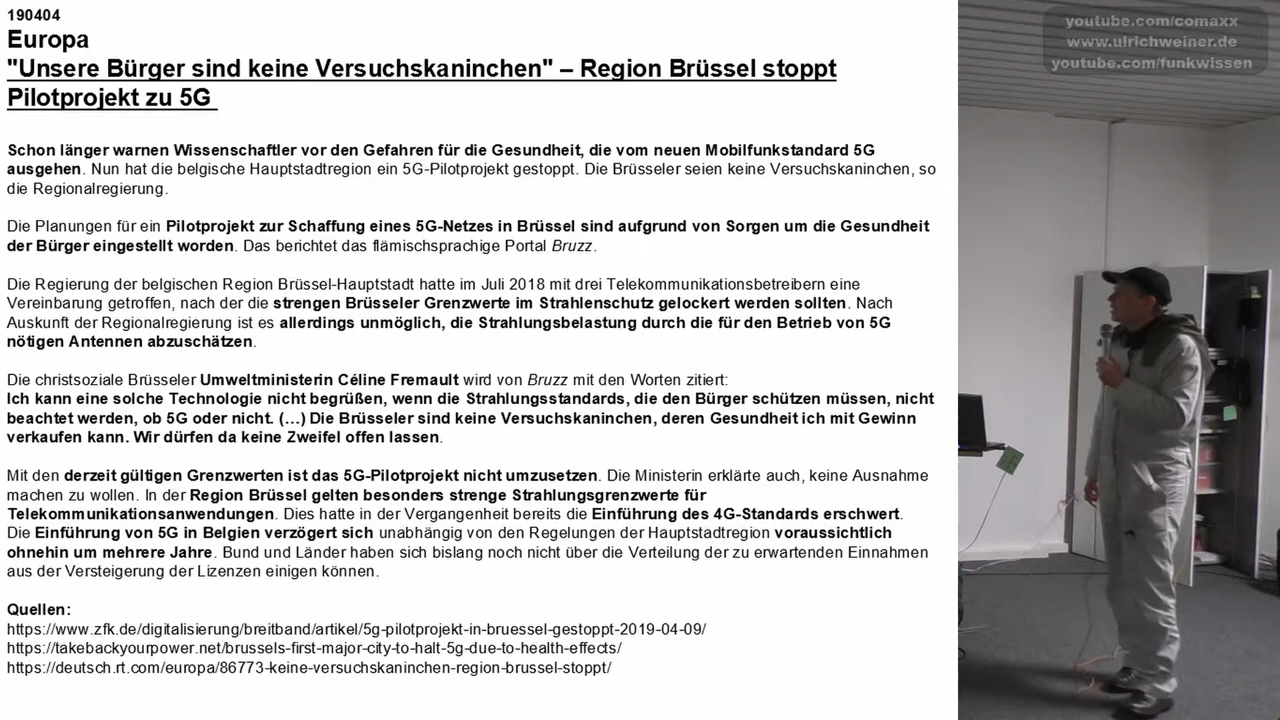 190404
Europa
"Unsere Bürger sind keine Versuchskaninchen" – Region Brüssel stoppt
Pilotprojekt zu 5G
Schon länger warnen Wissenschaftler vor den Gefahren für die Gesundheit, die vom neuen Mobilfunkstandard 5G
ausgehen. Nun hat die belgische Hauptstadtregion ein 5G-Pilotprojekt gestoppt. Die Brüsseler seien keine Versuchskaninchen, so
die Regionalregierung.
Die Planungen für ein Pilotprojekt zur Schaffung eines 5G-Netzes in Brüssel sind aufgrund von Sorgen um die Gesundheit
der Bürger eingestellt worden. Das berichtet das flämischsprachige Portal Bruzz.
Die Regierung der belgischen Region Brüssel-Hauptstadt hatte im Juli 2018 mit drei Telekommunikationsbetreibern eine
Vereinbarung getroffen, nach der die strengen Brüsseler Grenzwerte im Strahlenschutz gelockert werden sollten. Nach
Auskunft der Regionalregierung ist es allerdings unmöglich, die Strahlungsbelastung durch die für den Betrieb von 5G
nötigen Antennen abzuschätzen.
Die christsoziale Brüsseler Umweltministerin Céline Fremault wird von Bruzz mit den Worten zitiert:
Ich kann eine solche Technologie nicht begrüßen, wenn die Strahlungsstandards, die den Bürger schützen müssen, nicht
beachtet werden, ob 5G oder nicht. (…) Die Brüsseler sind keine Versuchskaninchen, deren Gesundheit ich mit Gewinn
verkaufen kann. Wir dürfen da keine Zweifel offen lassen.
Mit den derzeit gültigen Grenzwerten ist das 5G-Pilotprojekt nicht umzusetzen. Die Ministerin erklärte auch, keine Ausnahme
machen zu wollen. In der Region Brüssel gelten besonders strenge Strahlungsgrenzwerte für
Telekommunikationsanwendungen. Dies hatte in der Vergangenheit bereits die Einführung des 4G-Standards erschwert.
Die Einführung von 5G in Belgien verzögert sich unabhängig von den Regelungen der Hauptstadtregion voraussichtlich
ohnehin um mehrere Jahre. Bund und Länder haben sich bislang noch nicht über die Verteilung der zu erwartenden Einnahmen
aus der Versteigerung der Lizenzen einigen können.
Quellen:
https://www.zfk.de/digitalisierung/breitband/artikel/5g-pilotprojekt-in-bruessel-gestoppt-2019-04-09/
https://takebackyourpower.net/brussels-first-major-city-to-halt-5g-due-to-health-effects/
https://deutsch.rt.com/europa/86773-keine-versuchskaninchen-region-brussel-stoppt/
youtube.com/comaxx
www.ulrichweiner.de
youtube.com/funkwissen